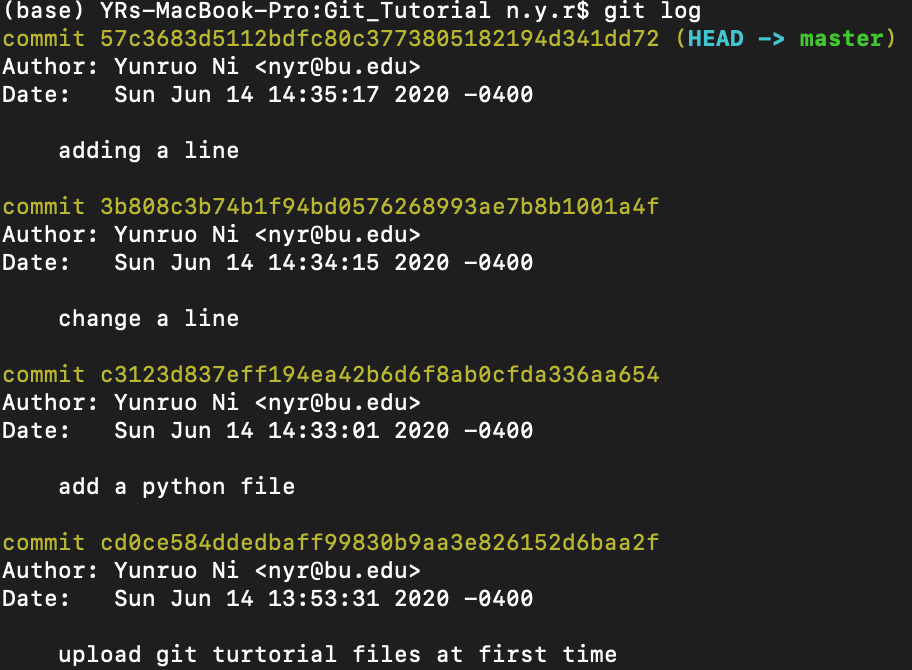 (base) YRs-MacBook-Pro:Git_Tutorial n.y.r$ git log
commit 57c3683d5112bdfc80c3773805182194d341dd72 (HEAD -> master)
Author: Yunruo Ni <nyr@bu.edu>
Date:   Sun Jun 14 14:35:17 2020 -0400
    adding a line
commit 3b808c3b74b1f94bd0576268993ae7b8b1001a4f
Author: Yunruo Ni <nyr@bu.edu>
Date:   Sun Jun 14 14:34:15 2020 -0400
    change a line
commit c3123d837eff194ea42b6d6f8ab0cfda336aa654
Author: Yunruo Ni <nyr@bu.edu>
Date:   Sun Jun 14 14:33:01 2020 -0400
    add a python file
commit cd0ce584ddedbaff99830b9aa3e826152d6baa2f
Author: Yunruo Ni <nyr@bu.edu>
Date:   Sun Jun 14 13:53:31 2020 -0400
    upload git turtorial files at first time